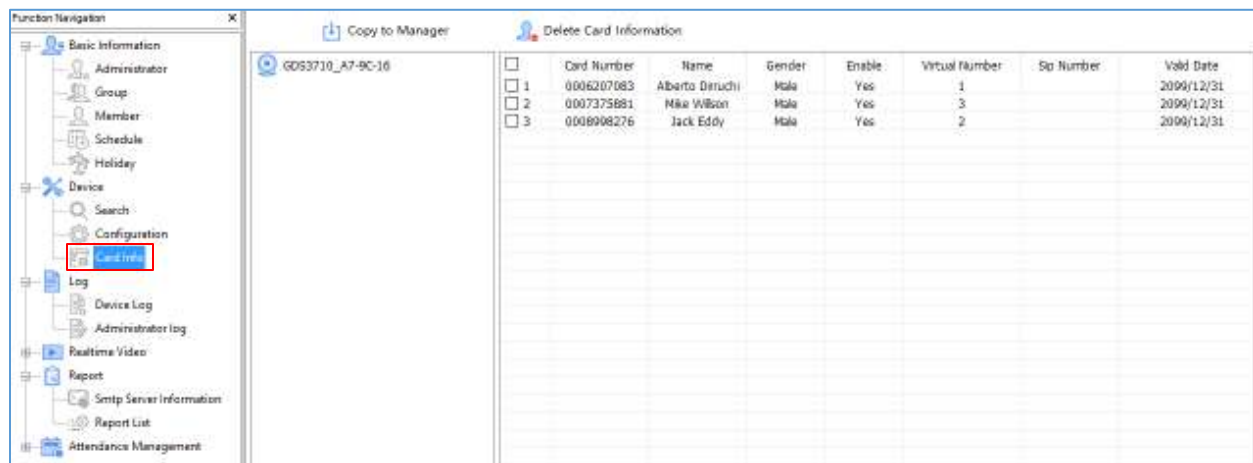 Function Navigation
Copy to Manager
Delete Card Information
Basic Information
Administrator
Group
Member
Schedule
Holiday
Device
Search
Configuration
Card Info
Log
Device Log
Administrator log
Realtime Video
Report
Smtp Server Information
Report List
Attendance Management
GDS3710_A7-9C-16
Card Number Name Gender Enable Virtual Number Sip Number Valid Date
1 0006207083 Alberto Male Yes 1 2099/12/31
2 0007375881 Mike Wilson Male Yes 3 2099/12/31
3 0008998276 Jack Eddy Male Yes 2 2099/12/31